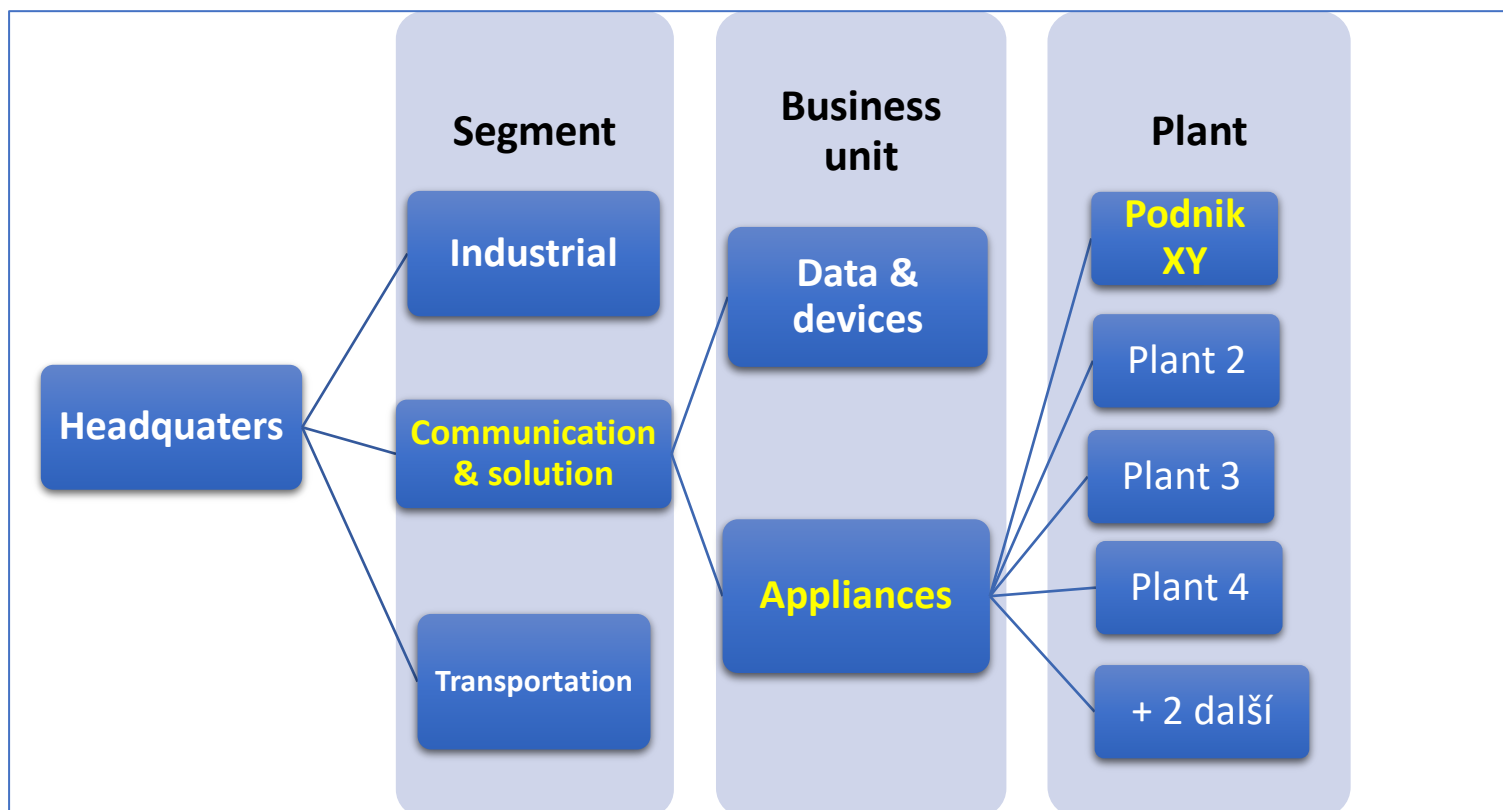 Segment
Business
unit
Plant
Industrial
Data &
devices
Podnik
XY
Plant 2
Headquaters
Communication
& solution
Plant 3
Appliances
Plant 4
Transportation
+ 2 další